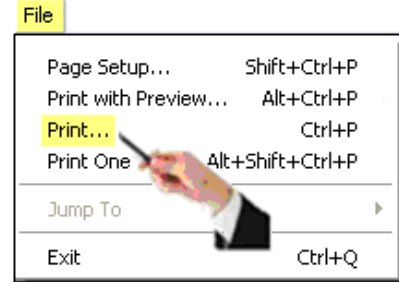 File
Page Setup... Shift+Ctrl+P
Print with Preview... Alt+Ctrl+P
Print... Ctrl+P
Print One Alt+Shift+Ctrl+P
Jump To
Exit Ctrl+Q